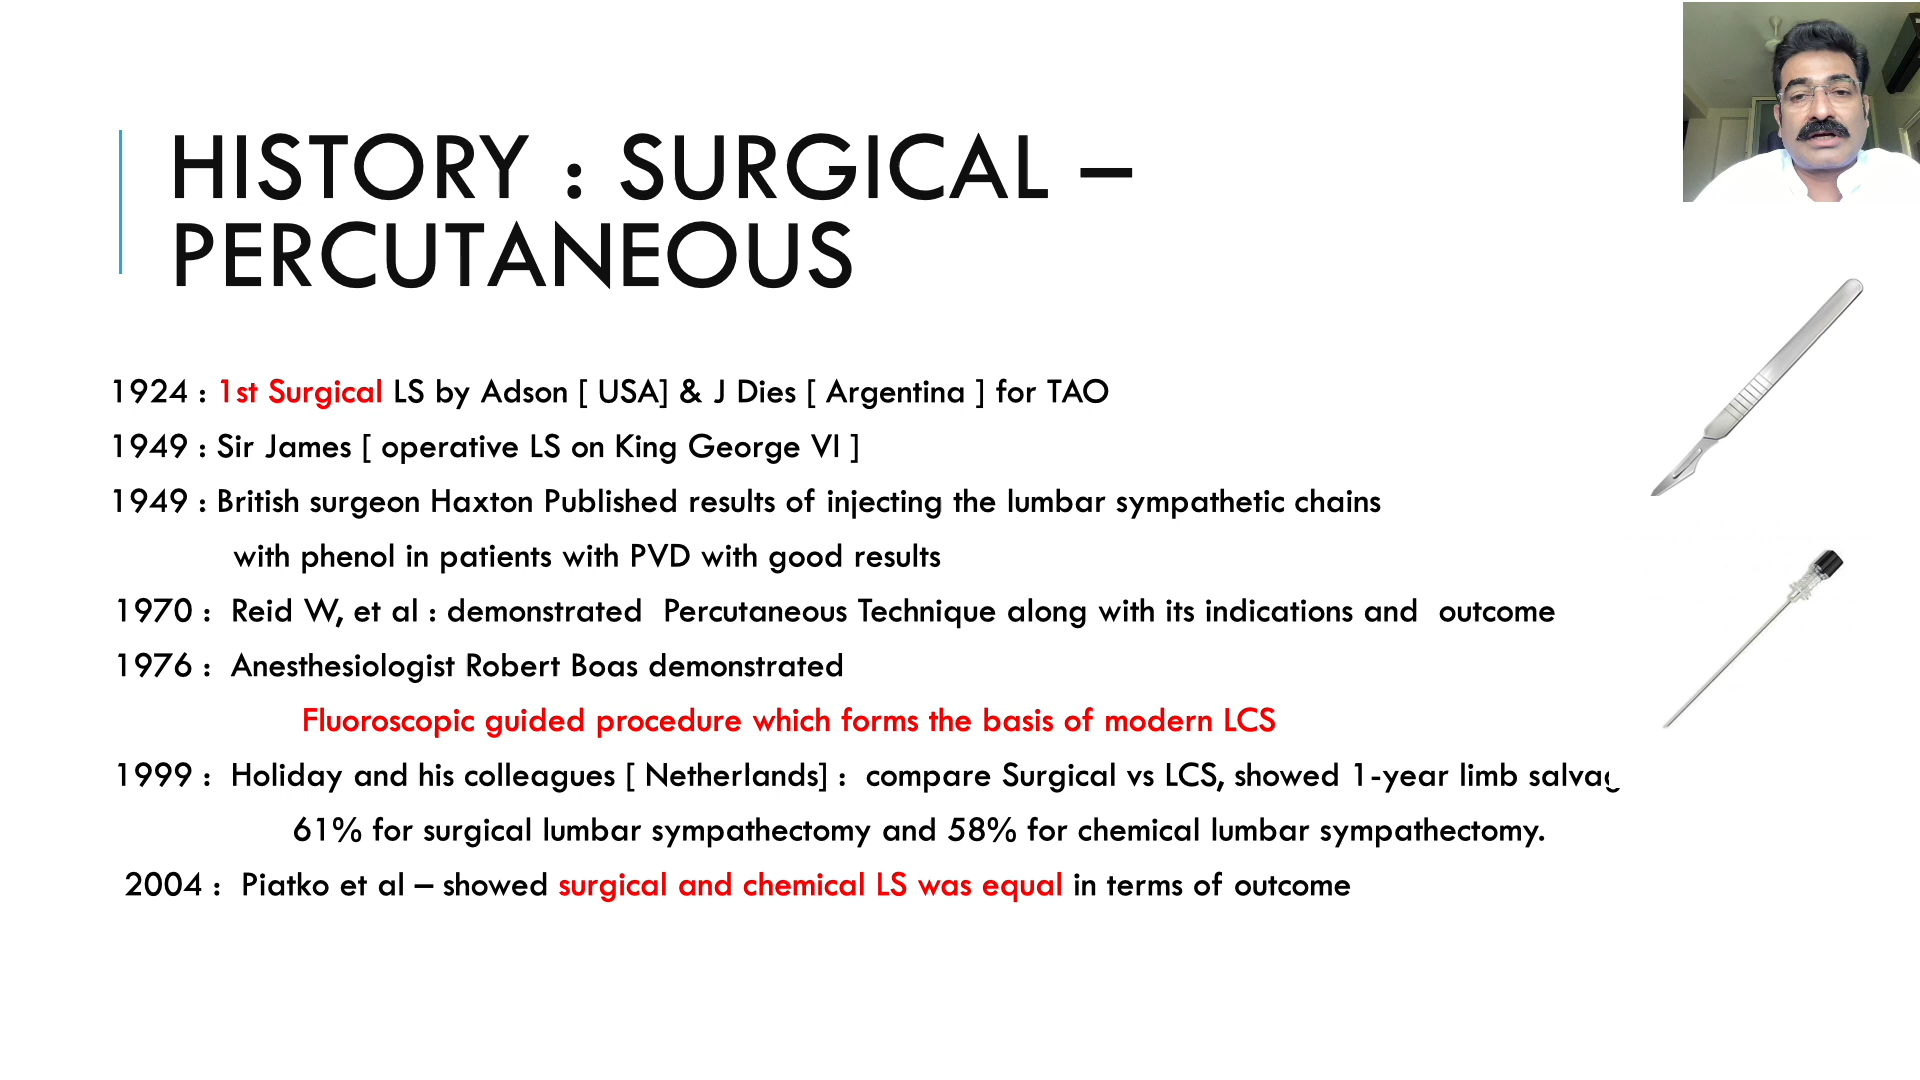 HISTORY : SURGICAL –
PERCUTANEOUS
1924 : 1st Surgical LS by Adson [ USA] & J Dies [ Argentina ] for TAO
1949 : Sir James [ operative LS on King George VI ]
1949 : British surgeon Haxton Published results of injecting the lumbar sympathetic chains
with phenol in patients with PVD with good results
1970 : Reid W, et al : demonstrated Percutaneous Technique along with its indications and outcome
1976 : Anesthesiologist Robert Boas demonstrated
Fluoroscopic guided procedure which forms the basis of modern LCS
1999 : Holiday and his colleagues [ Netherlands] : compare Surgical vs LCS, showed 1-year limb
61% for surgical lumbar sympathectomy and 58% for chemical lumbar sympathectomy.
2004 : Piatko et al – showed surgical and chemical LS was equal in terms of outcome